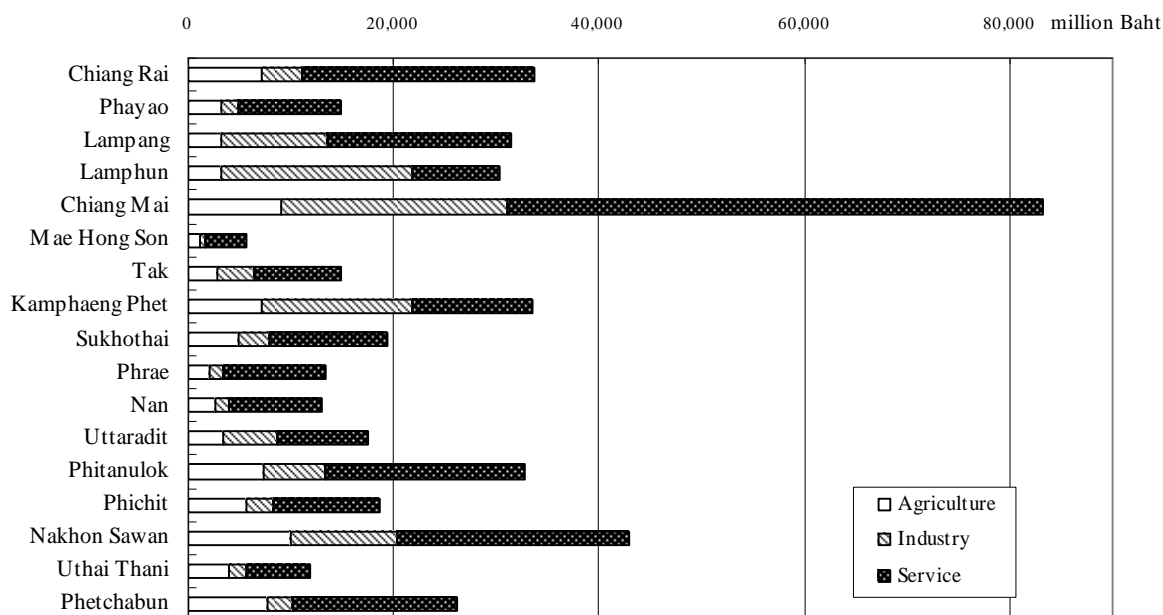 0 20,000 40,000 60,000 80,000 million Baht
Chiang Rai
Phayao
Lampang
Lamphun
Chiang Mai
Mae Hong Son
Tak
Kamphaeng Phet
Sukhothai
Phrae
Nan
Uttaradit
Phitanulok
Phichit
Nakhon Sawan
Uthai Thani
Phetchabun
Agriculture
Industry
Service